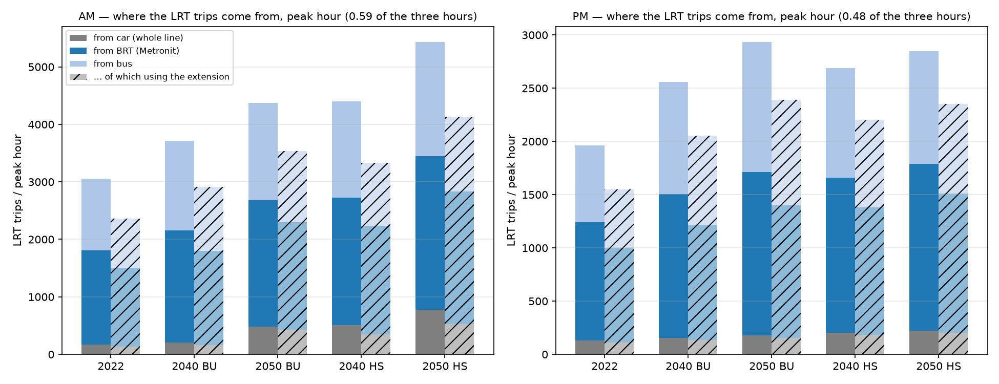 AM — where the LRT trips come from, peak hour (0.59 of the three hours)
from car (whole line)
from BRT (Metronit)
from bus
... of which using the extension
LRT trips / peak hour
5000
4000
3000
2000
1000
0
2022
2040 BU
2050 BU
2040 HS
2050 HS
PM — where the LRT trips come from, peak hour (0.48 of the three hours)
LRT trips / peak hour
3000
2500
2000
1500
1000
500
0
2022
2040 BU
2050 BU
2040 HS
2050 HS